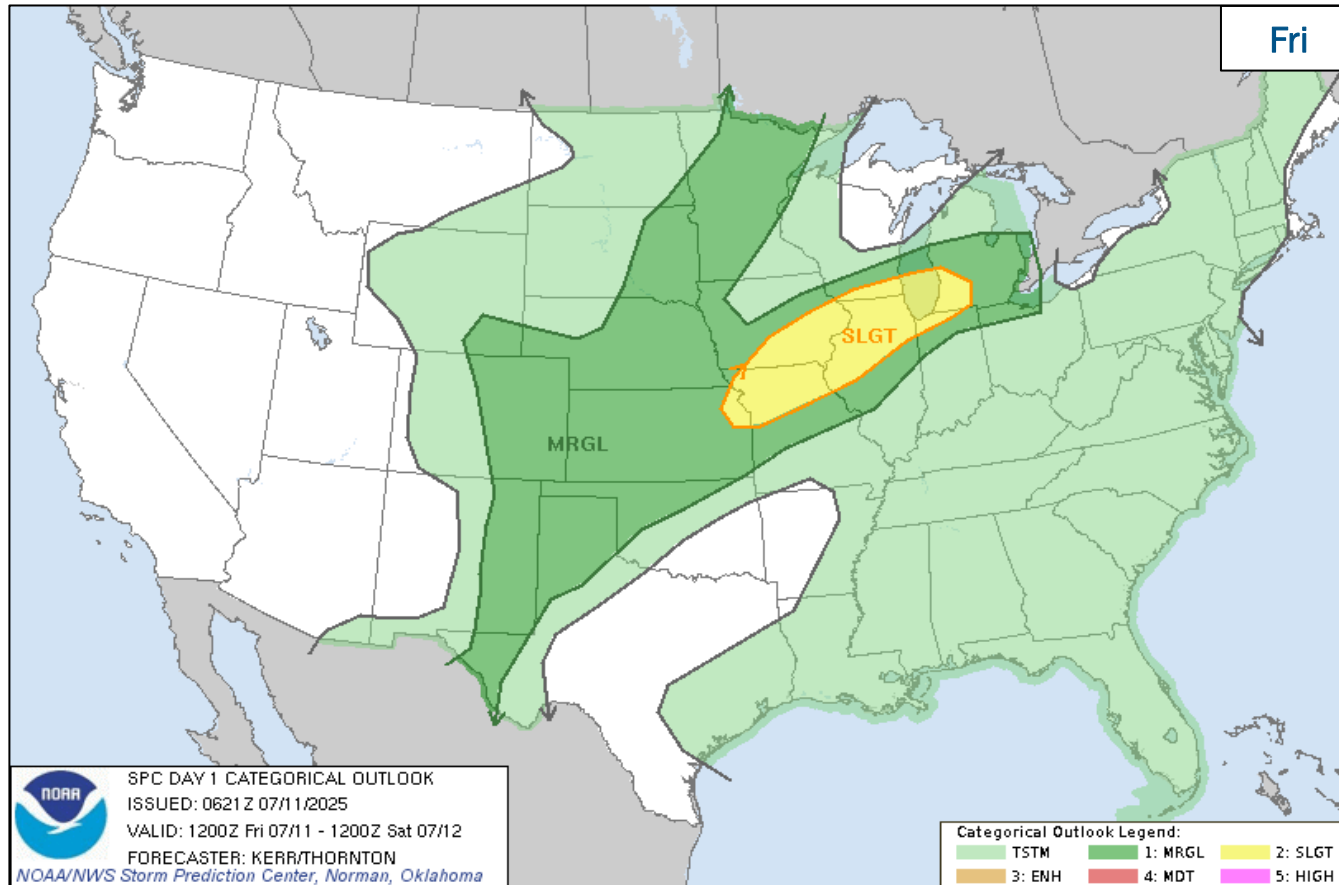 Fri
SLGT
MRGL
NOAA
SPC DAY 1 CATEGORICAL OUTLOOK
ISSUED: 0621Z 07/11/2025
VALID: 1200Z Fri 07/11 - 1200Z Sat 07/12
FORECASTER: KERR/THORNTON
NOAA/NWS Storm Prediction Center, Norman, Oklahoma
Categorical Outlook Legend:
TSTM 1: MRGL 2: SLGT
3: ENH 4: MDT 5: HIGH